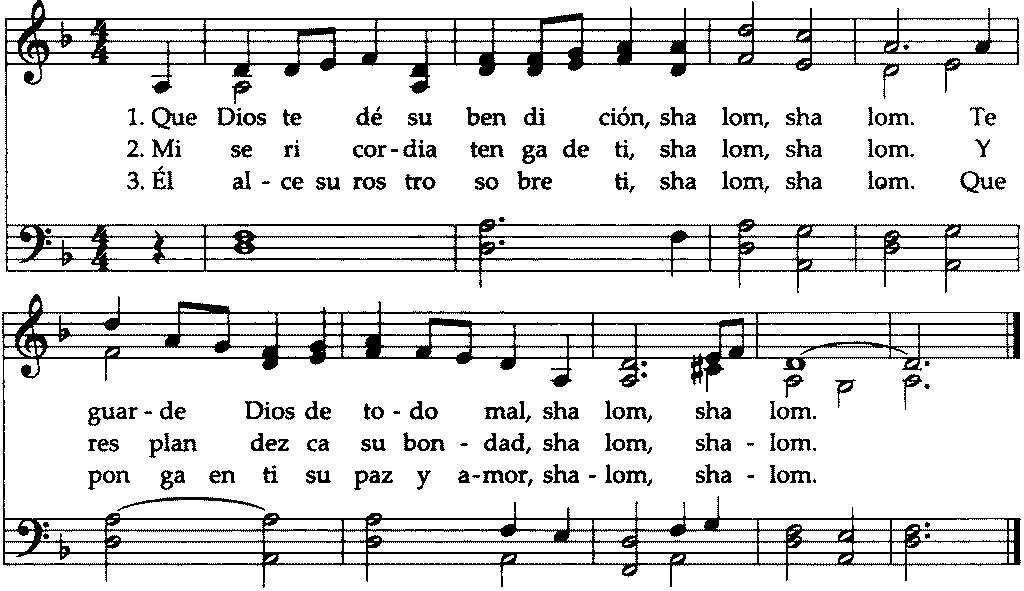 4 4
1. Que Dios te dé su ben di ción, sha lom, sha lom. Te
2. Mi se ri cor-dia ten ga de ti, sha lom, sha lom. Y
3. Él al - ce su ros tro so bre ti, sha lom, sha lom. Que
4 4
guar - de Dios de to - do mal, sha lom, sha lom.
res plan dez ca su bon - dad, sha lom, sha - lom.
pon ga en ti su paz y a-mor, sha - lom, sha - lom.